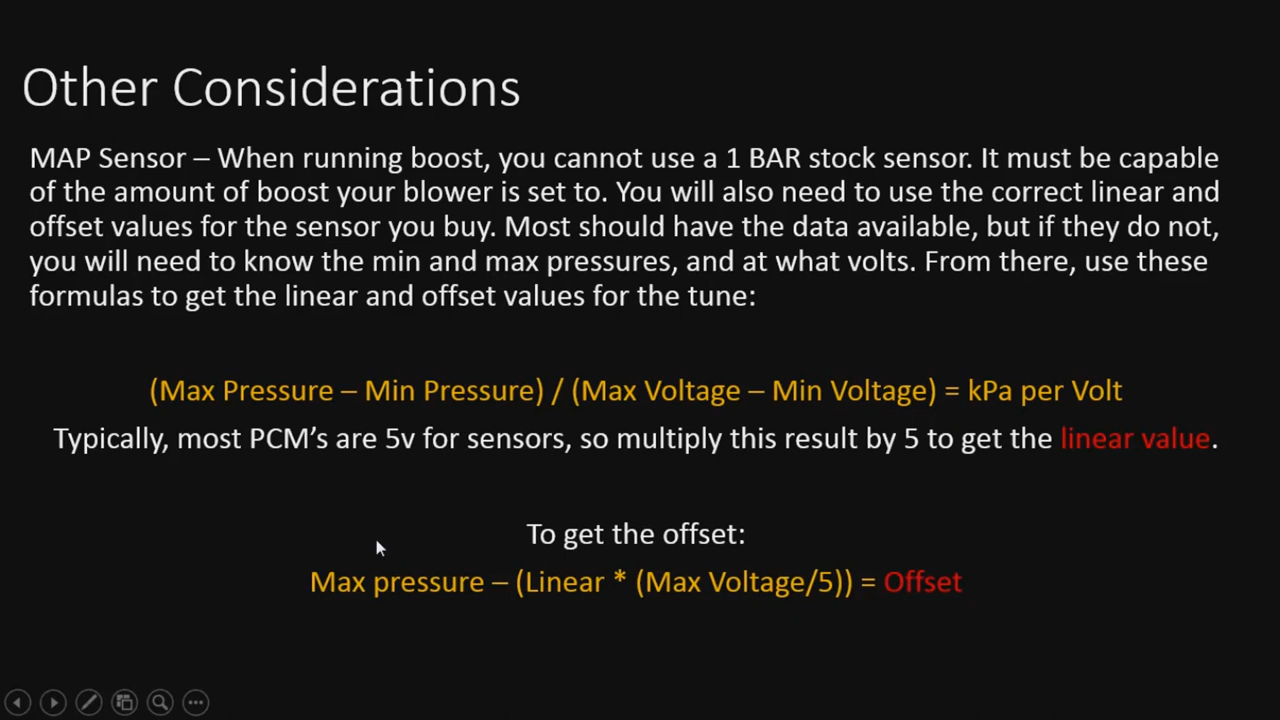 Other Considerations
MAP Sensor – When running boost, you cannot use a 1 BAR stock sensor. It must be capable
of the amount of boost your blower is set to. You will also need to use the correct linear and
offset values for the sensor you buy. Most should have the data available, but if they do not,
you will need to know the min and max pressures, and at what volts. From there, use these
formulas to get the linear and offset values for the tune:
(Max Pressure – Min Pressure) / (Max Voltage – Min Voltage) = kPa per Volt
Typically, most PCM’s are 5v for sensors, so multiply this result by 5 to get the linear value.
To get the offset:
Max pressure – (Linear * (Max Voltage/5)) = Offset